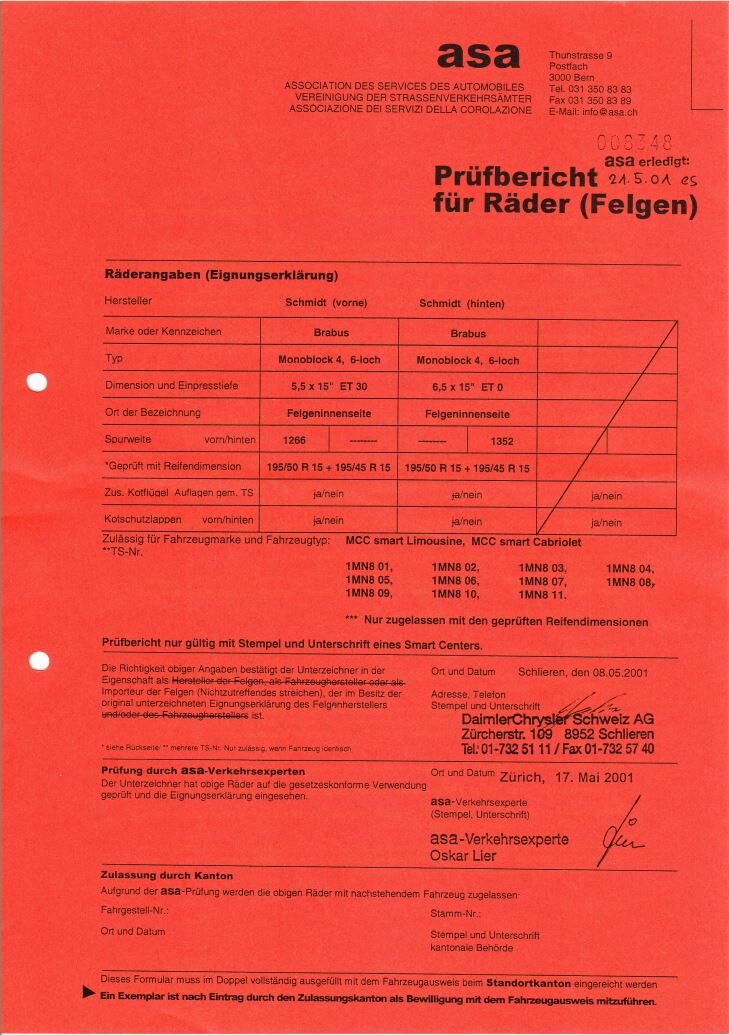 asa
Thunstrasse 9
Postfach
3000 Bern
Tel. 031 350 83 83
Fax 031 350 83 89
E-Mail: info@asa.ch
ASSOCIATION DES SERVICES DES AUTOMOBILES
VEREINIGUNG DER STRASSENVERKEHRSÄMTER
ASSOCIAZIONE DEI SERVIZI DELLA COROLAZIONE
008348
asa erledigt:
Prüfbericht 21.5.01 es
für Räder (Felgen)
Räderangaben (Eignungserklärung)
Hersteller Schmidt (vorne) Schmidt (hinten)
Marke oder Kennzeichen Brabus Brabus
Typ Monoblock 4, 6-loch Monoblock 4, 6-loch
Dimension und Einpresstiefe 5,5 x 15" ET 30 6,5 x 15" ET 0
Ort der Bezeichnung Felgeninnenseite Felgeninnenseite
Spurweite vorn/hinten 1266 -------- -------- 1352
*Geprüft mit Reifendimension 195/50 R 15 + 195/45 R 15 195/50 R 15 + 195/45 R 15
Zus. Kotflügel Auflagen gem. TS ja/nein ja/nein ja/nein
Kotschutzlappen vorn/hinten ja/nein ja/nein ja/nein
Zulässig für Fahrzeugmarke und Fahrzeugtyp: MCC smart Limousine, MCC smart Cabriolet
**TS-Nr.
1MN8 01, 1MN8 02, 1MN8 03, 1MN8 04,
1MN8 05, 1MN8 06, 1MN8 07, 1MN8 08,
1MN8 09, 1MN8 10, 1MN8 11.
*** Nur zugelassen mit den geprüften Reifendimensionen
Prüfbericht nur gültig mit Stempel und Unterschrift eines Smart Centers.
Die Richtigkeit obiger Angaben bestätigt der Unterzeichner in der
Eigenschaft als Hersteller der Felgen, als Fahrzeughersteller oder als
Importeur der Felgen (Nichtzutreffendes streichen), der im Besitz der
original unterzeichneten Eignungserklärung des Felgenherstellers
und/oder des Fahrzeugherstellers ist.
* siehe Rückseite/ ** mehrere TS-Nr. Nur zulässig, wenn Fahrzeug identisch
Ort und Datum Schlieren, den 08.05.2001
Adresse, Telefon
Stempel und Unterschrift
DaimlerChrysler Schweiz AG
Zürcherstr. 109 8952 Schlieren
Tel. 01-732 51 11 / Fax 01-732 57 40
Prüfung durch asa-Verkehrsexperten
Der Unterzeichner hat obige Räder auf die gesetzeskonforme Verwendung
geprüft und die Eignungserklärung eingesehen.
Ort und Datum Zürich, 17. Mai 2001
asa-Verkehrsexperte
(Stempel, Unterschrift)
asa-Verkehrsexperte
Oskar Lier
Zulassung durch Kanton
Aufgrund der asa-Prüfung werden die obigen Räder mit nachstehendem Fahrzeug zugelassen:
Fahrgestell-Nr.: Stamm-Nr.:
Ort und Datum Stempel und Unterschrift
kantonale Behörde
Dieses Formular muss im Doppel vollständig ausgefüllt mit dem Fahrzeugausweis beim Standortkanton eingereicht werden
Ein Exemplar ist nach Eintrag durch den Zulassungskanton als Bewilligung mit dem Fahrzeugausweis mitzuführen.